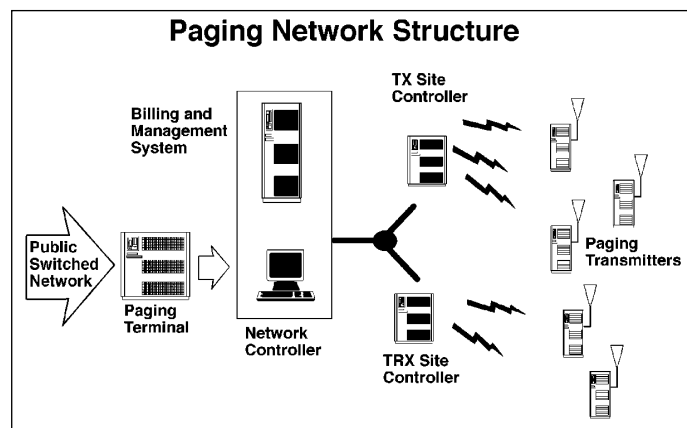 Paging Network Structure
TX Site
Controller
Billing and
Management
System
Public
Switched
Network
Paging
Terminal
Network
Controller
TRX Site
Controller
Paging
Transmitters